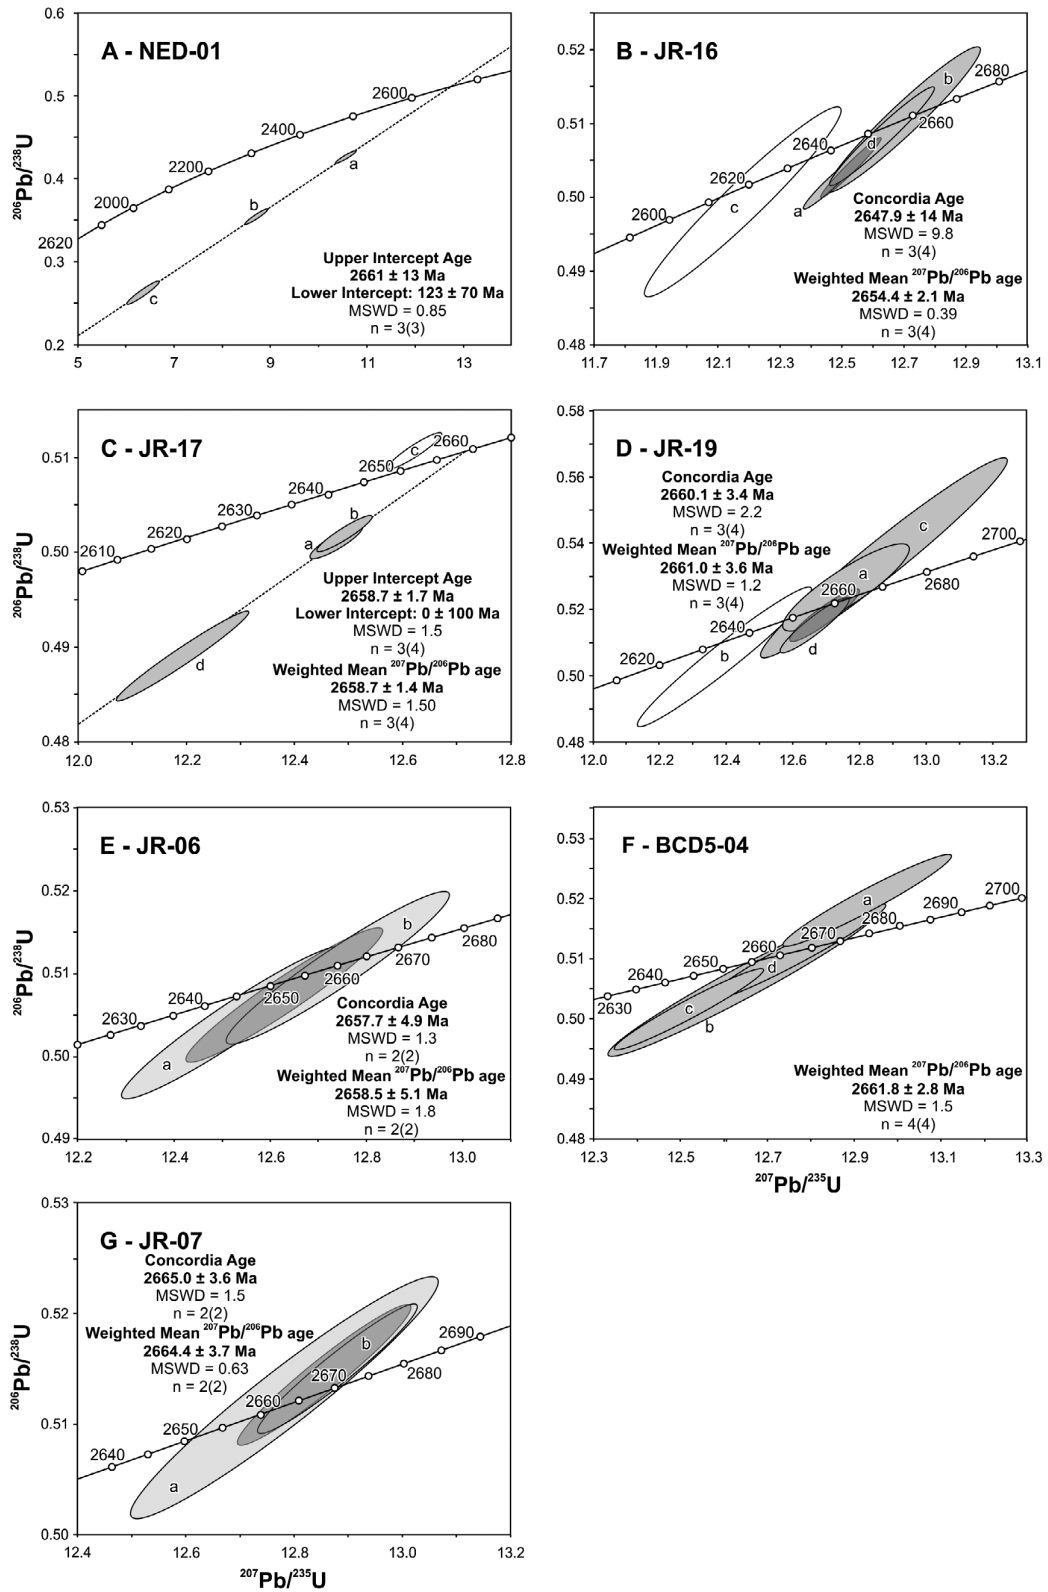 A - NED-01
0.6
0.5
0.4
0.3
0.2
²⁰⁶Pb/²³⁸U
2620
2000
2200
2400
2600
a
b
c
Upper Intercept Age
2661 ± 13 Ma
Lower Intercept: 123 ± 70 Ma
MSWD = 0.85
n = 3(3)
5 7 9 11 13
B - JR-16
0.52
0.51
0.50
0.49
0.48
2600
2620
2640
2660
2680
a
b
c
d
Concordia Age
2647.9 ± 14 Ma
MSWD = 9.8
n = 3(4)
Weighted Mean ²⁰⁷Pb/²⁰⁶Pb age
2654.4 ± 2.1 Ma
MSWD = 0.39
n = 3(4)
11.7 11.9 12.1 12.3 12.5 12.7 12.9 13.1
C - JR-17
0.51
0.50
0.49
0.48
²⁰⁶Pb/²³⁸U
2610
2620
2630
2640
2650
2660
a
b
c
d
Upper Intercept Age
2658.7 ± 1.7 Ma
Lower Intercept: 0 ± 100 Ma
MSWD = 1.5
n = 3(4)
Weighted Mean ²⁰⁷Pb/²⁰⁶Pb age
2658.7 ± 1.4 Ma
MSWD = 1.50
n = 3(4)
12.0 12.2 12.4 12.6 12.8
D - JR-19
0.58
0.56
0.54
0.52
0.50
0.48
Concordia Age
2660.1 ± 3.4 Ma
MSWD = 2.2
n = 3(4)
Weighted Mean ²⁰⁷Pb/²⁰⁶Pb age
2661.0 ± 3.6 Ma
MSWD = 1.2
n = 3(4)
2620
2640
2660
2680
2700
a
b
c
d
12.0 12.2 12.4 12.6 12.8 13.0 13.2
E - JR-06
0.53
0.52
0.51
0.50
0.49
²⁰⁶Pb/²³⁸U
2630
2640
2650
2660
2670
2680
a
b
Concordia Age
2657.7 ± 4.9 Ma
MSWD = 1.3
n = 2(2)
Weighted Mean ²⁰⁷Pb/²⁰⁶Pb age
2658.5 ± 5.1 Ma
MSWD = 1.8
n = 2(2)
12.2 12.4 12.6 12.8 13.0
F - BCD5-04
0.53
0.52
0.51
0.50
0.49
0.48
2630
2640
2650
2660
2670
2680
2690
2700
a
b
c
d
Weighted Mean ²⁰⁷Pb/²⁰⁶Pb age
2661.8 ± 2.8 Ma
MSWD = 1.5
n = 4(4)
12.3 12.5 12.7 12.9 13.1 13.3
²⁰⁷Pb/²³⁵U
G - JR-07
0.53
0.52
0.51
0.50
²⁰⁶Pb/²³⁸U
Concordia Age
2665.0 ± 3.6 Ma
MSWD = 1.5
n = 2(2)
Weighted Mean ²⁰⁷Pb/²⁰⁶Pb age
2664.4 ± 3.7 Ma
MSWD = 0.63
n = 2(2)
2640
2650
2660
2670
2680
2690
a
b
12.4 12.6 12.8 13.0 13.2
²⁰⁷Pb/²³⁵U